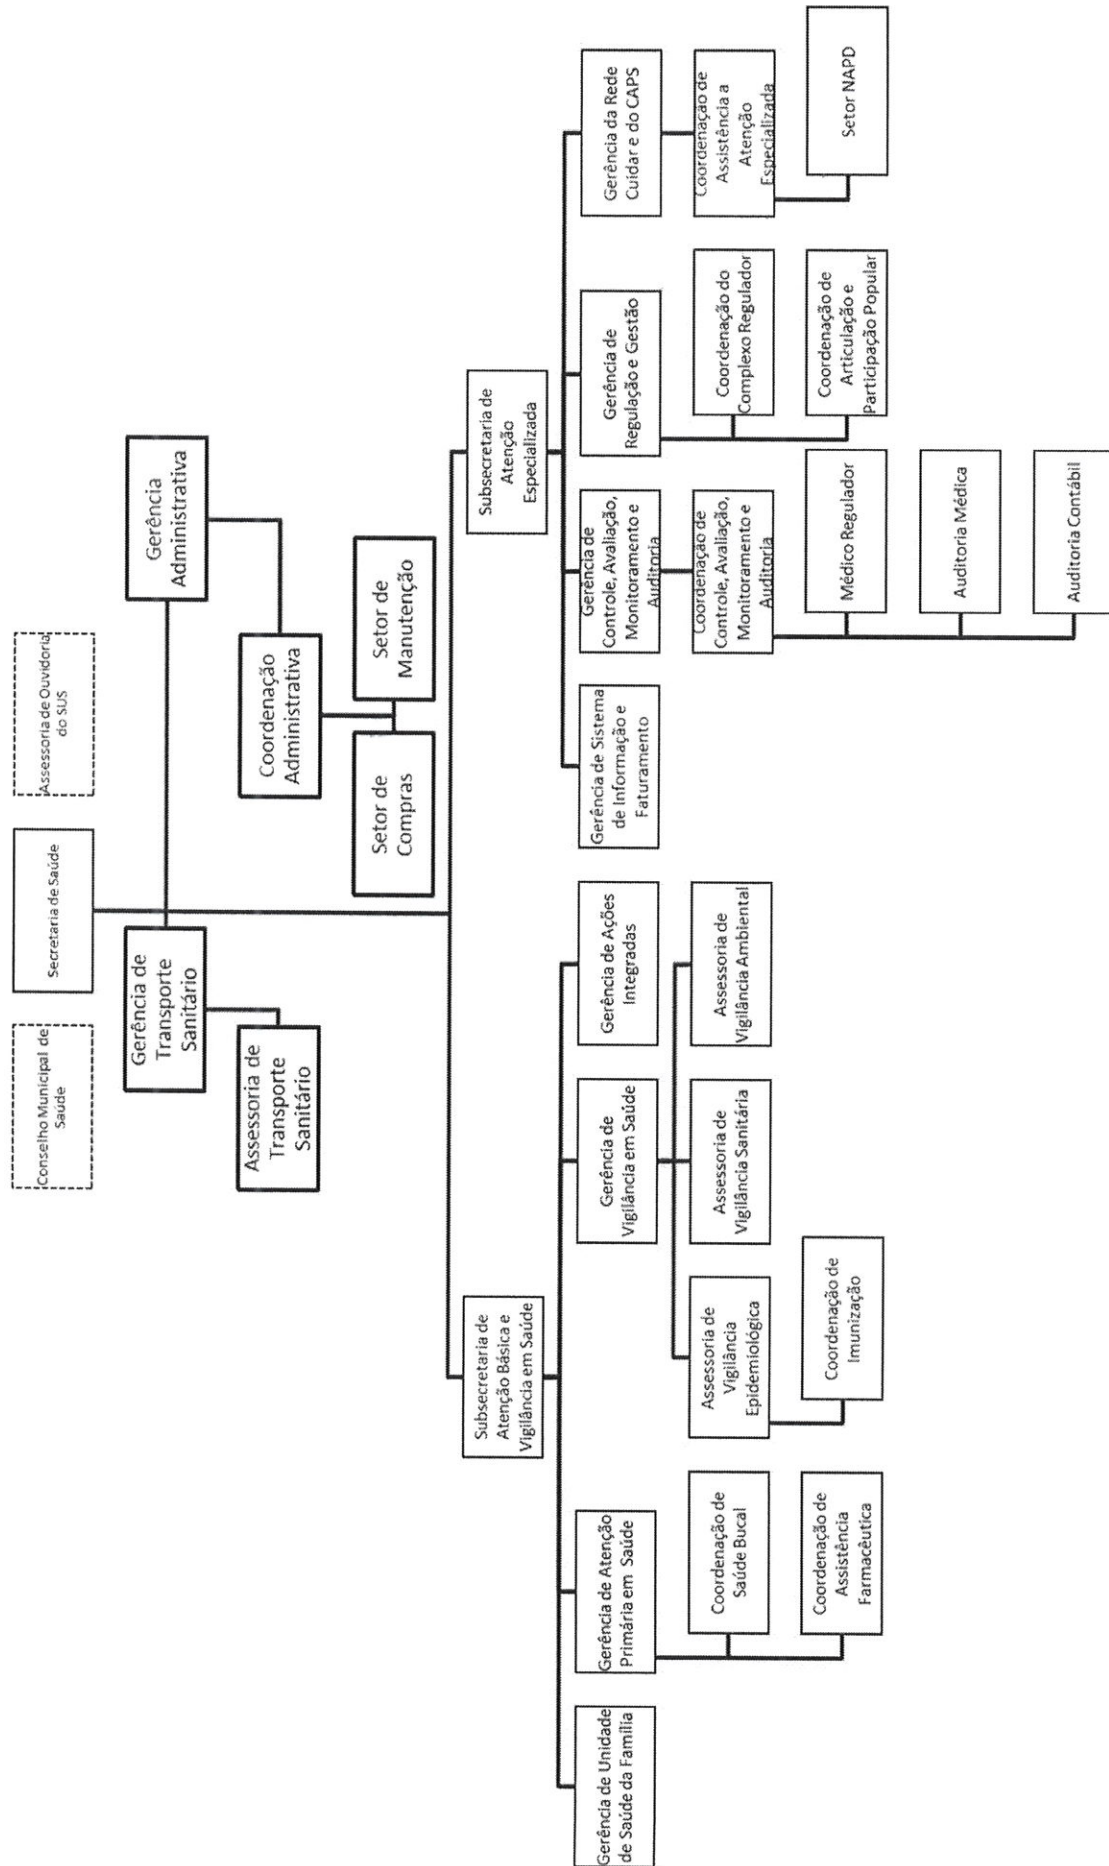 Conselho Municipal de
Saúde
Secretaria de Saúde
Assessoria de Ouvidoria
do SUS
Gerência de
Transporte
Sanitário
Gerência
Administrativa
Assessoria de
Transporte
Sanitário
Coordenação
Administrativa
Setor de
Compras
Setor de
Manutenção
Subsecretaria de
Atenção Básica e
Vigilância em Saúde
Subsecretaria de
Atenção
Especializada
Gerência de Unidade
de Saúde da Família
Gerência de Atenção
Primária em Saúde
Gerência de
Vigilância em Saúde
Gerência de Ações
Integradas
Gerência de Sistema
de Informação e
Faturamento
Gerência de
Controle, Avaliação,
Monitoramento e
Auditoria
Gerência de
Regulação e Gestão
Gerência da Rede
Cuidar e do CAPS
Coordenação de
Saúde Bucal
Assessoria de
Vigilância
Epidemiológica
Assessoria de
Vigilância Sanitária
Assessoria de
Vigilância Ambiental
Coordenação de
Controle, Avaliação,
Monitoramento e
Auditoria
Coordenação do
Complexo Regulador
Coordenação de
Assistência a
Atenção
Especializada
Coordenação de
Assistência
Farmacêutica
Coordenação de
Imunização
Médico Regulador
Coordenação de
Articulação e
Participação Popular
Setor NAPD
Auditoria Médica
Auditoria Contábil